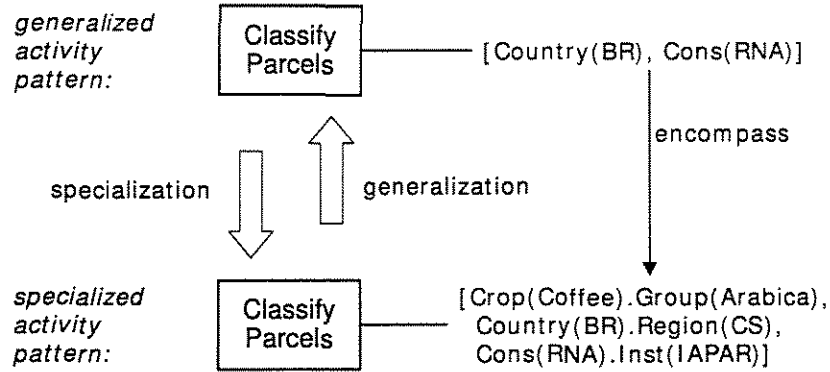 generalized
activity
pattern:
Classify
Parcels
[Country(BR), Cons(RNA)]
encompass
specialization
generalization
specialized
activity
pattern:
Classify
Parcels
[Crop(Coffee).Group(Arabica),
Country(BR).Region(CS),
Cons(RNA).Inst(IAPAR)]